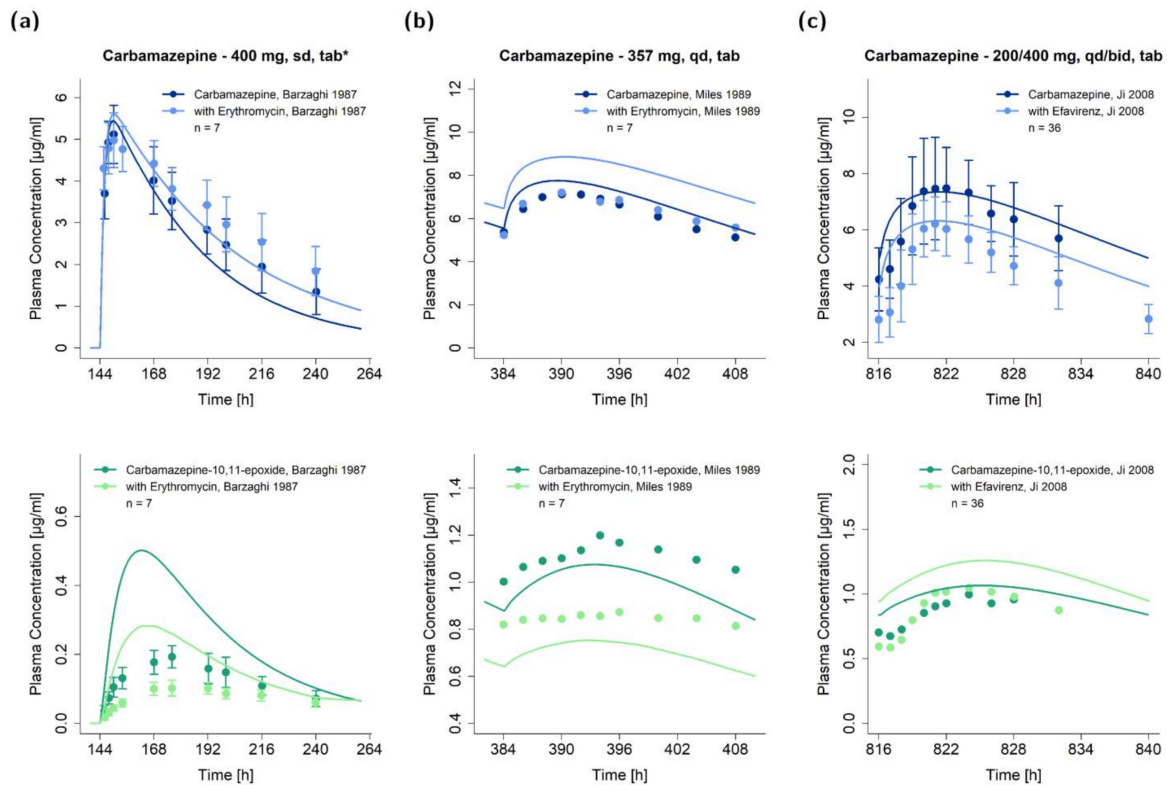 (a)
Carbamazepine - 400 mg, sd, tab*
Carbamazepine, Barzaghi 1987
with Erythromycin, Barzaghi 1987
n = 7
Plasma Concentration [µg/ml]
6
5
4
3
2
1
0
144 168 192 216 240 264
Time [h]
(b)
Carbamazepine - 357 mg, qd, tab
Carbamazepine, Miles 1989
with Erythromycin, Miles 1989
n = 7
Plasma Concentration [µg/ml]
12
10
8
6
4
2
0
384 390 396 402 408
Time [h]
(c)
Carbamazepine - 200/400 mg, qd/bid, tab
Carbamazepine, Ji 2008
with Efavirenz, Ji 2008
n = 36
Plasma Concentration [µg/ml]
10
8
6
4
2
816 822 828 834 840
Time [h]
Carbamazepine-10,11-epoxide, Barzaghi 1987
with Erythromycin, Barzaghi 1987
n = 7
Plasma Concentration [µg/ml]
0.6
0.4
0.2
0.0
144 168 192 216 240 264
Time [h]
Carbamazepine-10,11-epoxide, Miles 1989
with Erythromycin, Miles 1989
n = 7
Plasma Concentration [µg/ml]
1.4
1.2
1.0
0.8
0.6
0.4
384 390 396 402 408
Time [h]
Carbamazepine-10,11-epoxide, Ji 2008
with Efavirenz, Ji 2008
n = 36
Plasma Concentration [µg/ml]
2.0
1.5
1.0
0.5
0.0
816 822 828 834 840
Time [h]